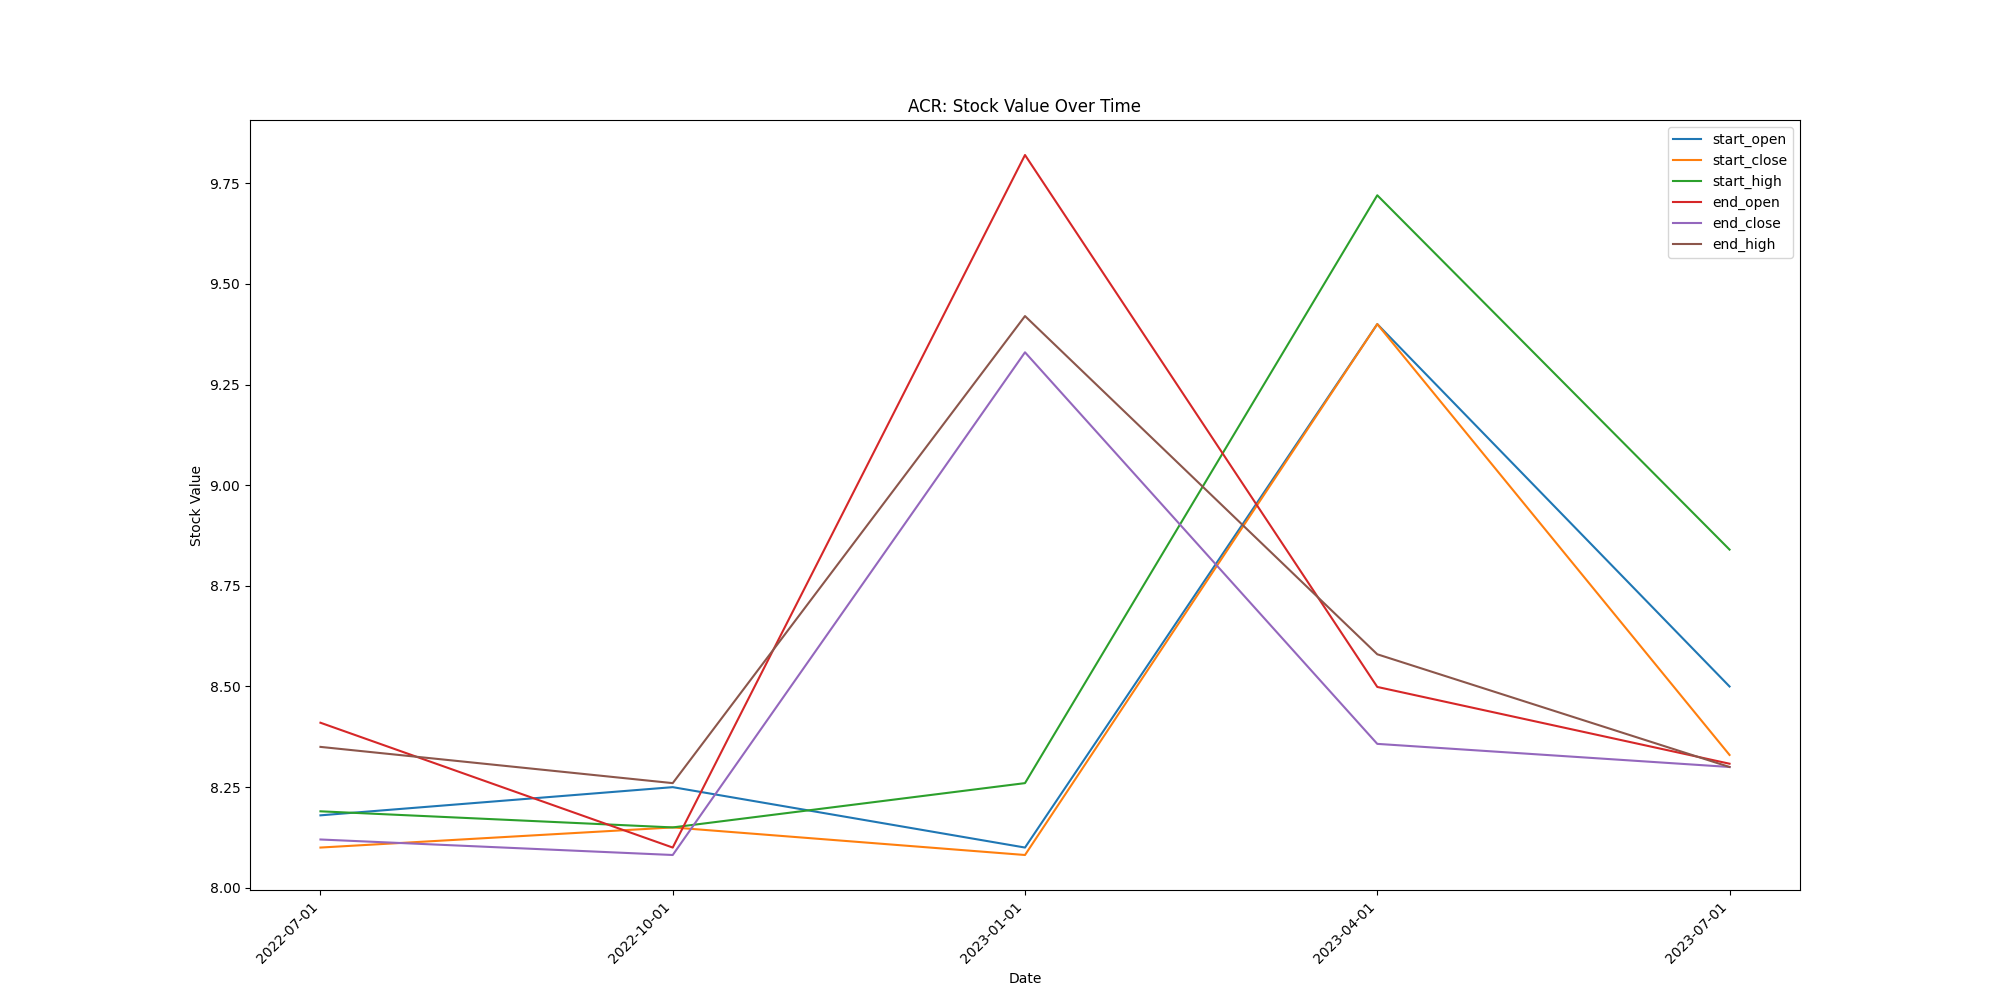 ACR: Stock Value Over Time
start_open
start_close
start_high
end_open
end_close
end_high
Stock Value
9.75
9.50
9.25
9.00
8.75
8.50
8.25
8.00
2022-07-01
2022-10-01
2023-01-01
2023-04-01
2023-07-01
Date